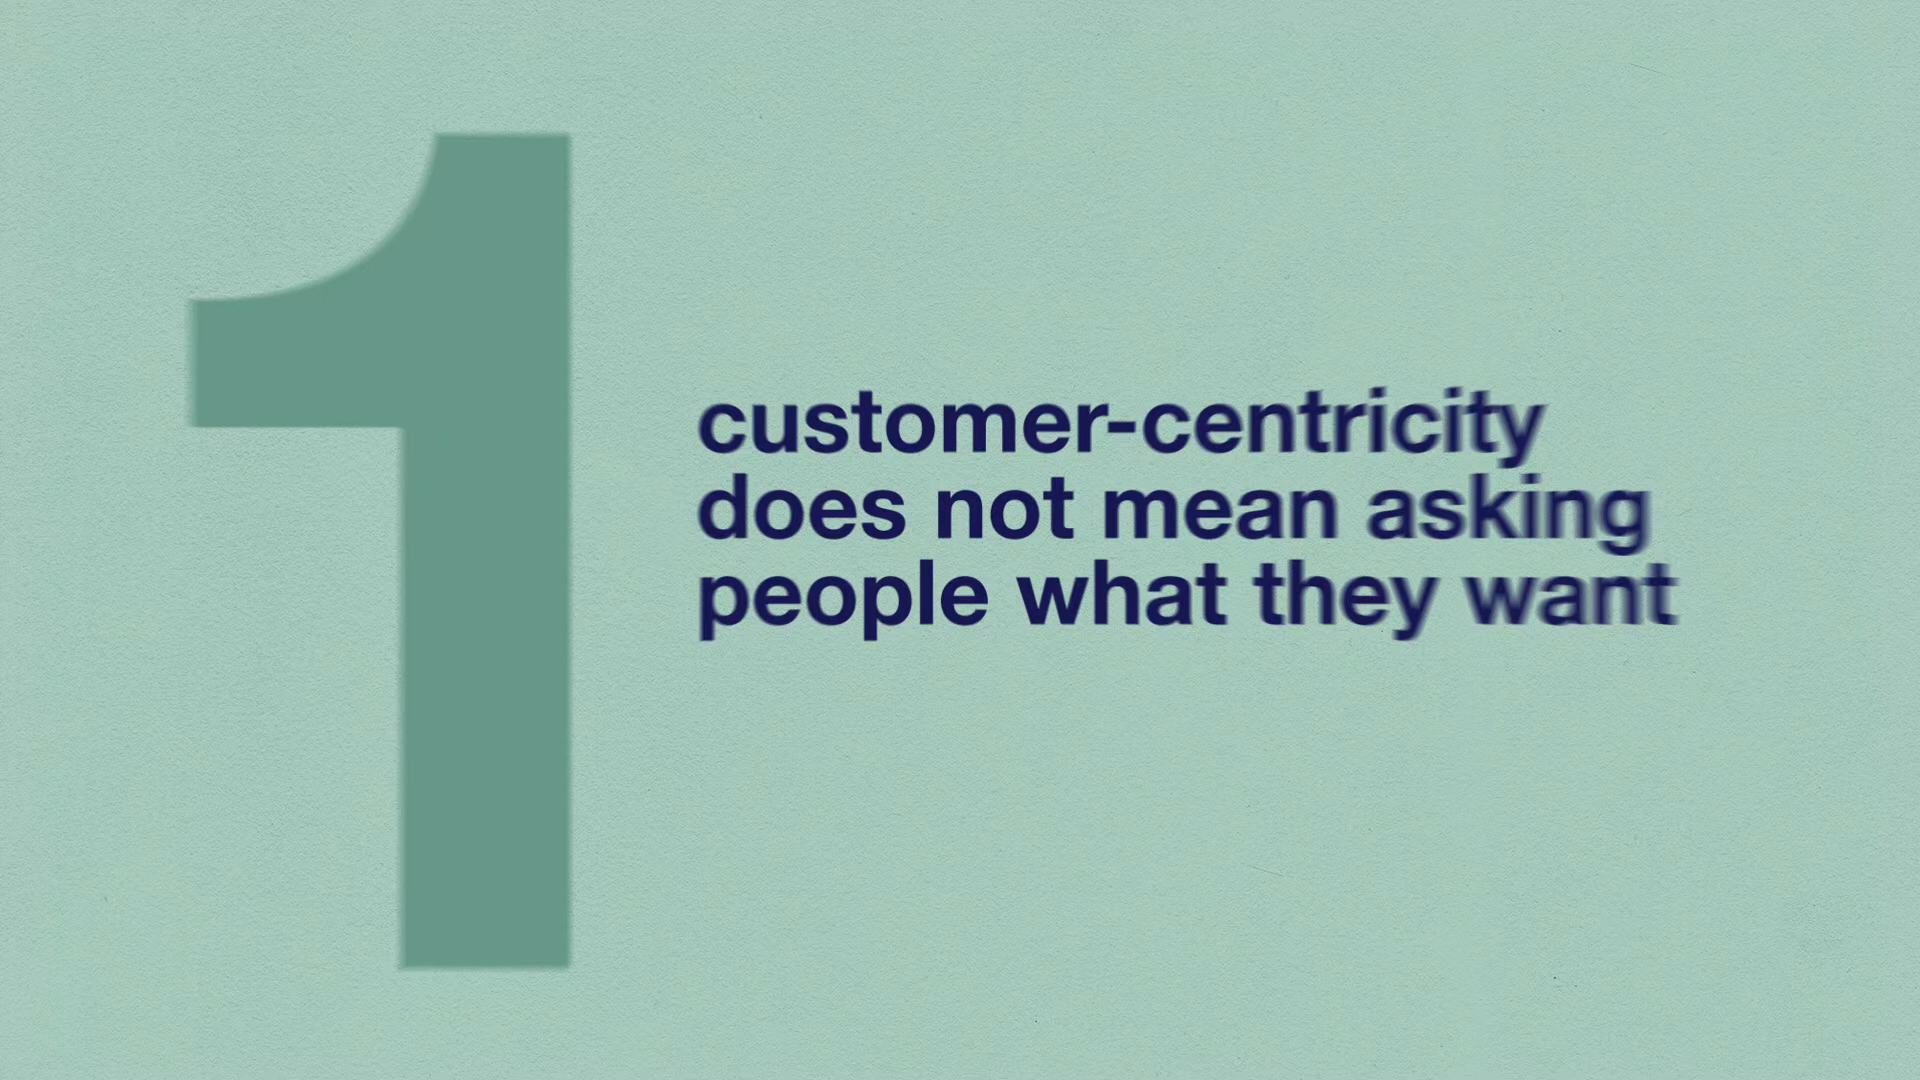 1
customer-centricity
does not mean asking
people what they want